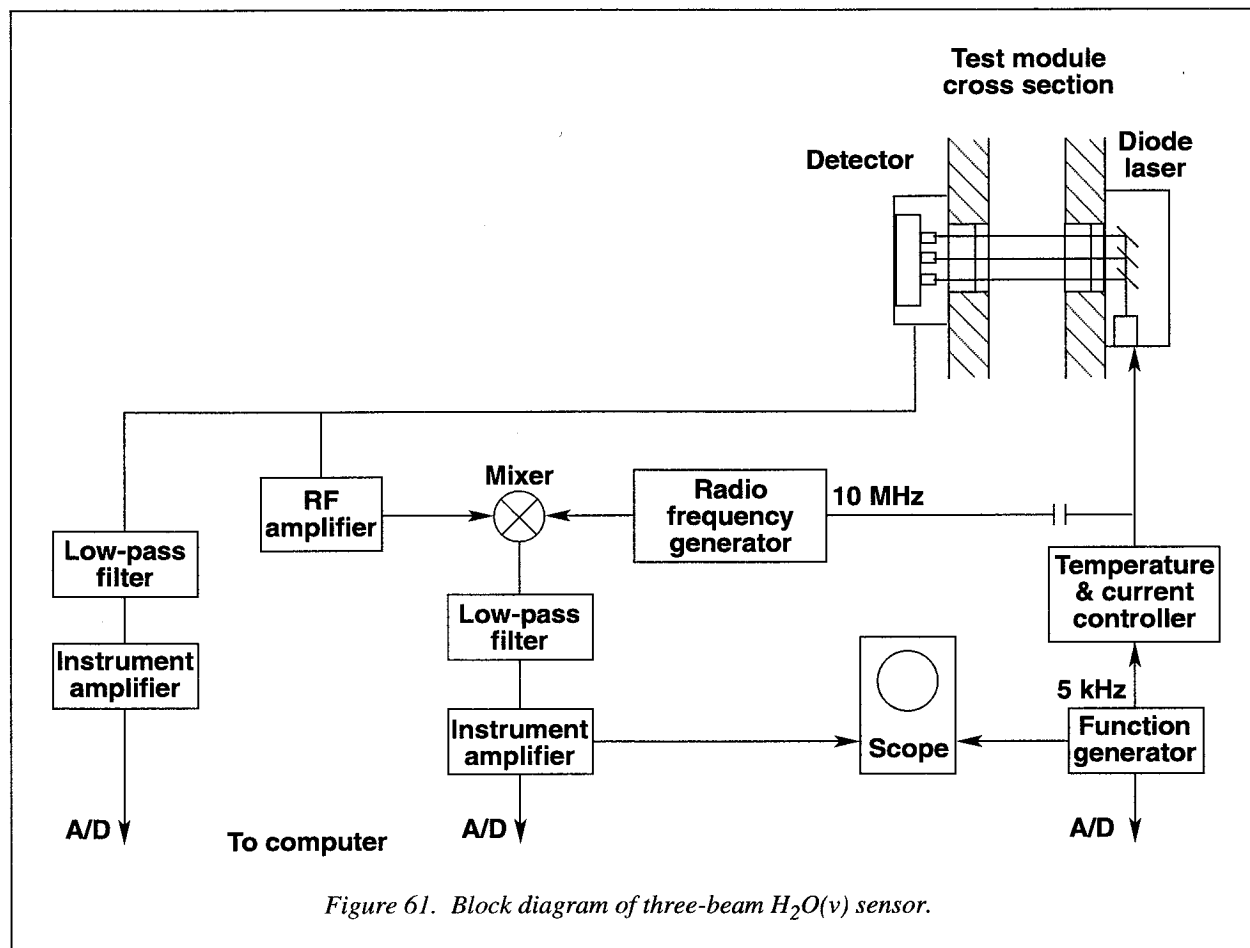 Test module
cross section
Detector
Diode
laser
Mixer
RF
amplifier
Radio
frequency
generator
10 MHz
Low-pass
filter
Temperature
& current
controller
Low-pass
filter
Instrument
amplifier
5 kHz
Instrument
amplifier
Scope
Function
generator
A/D
To computer
A/D
A/D
Figure 61. Block diagram of three-beam H₂O(v) sensor.